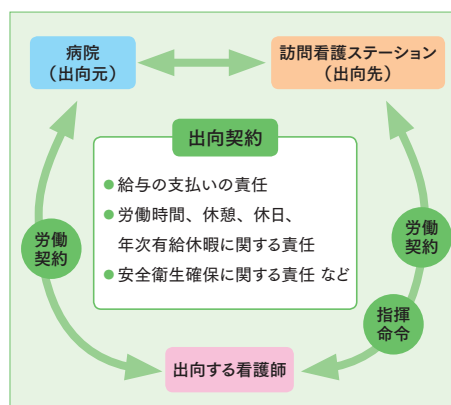 病院
（出向元）
訪問看護ステーション
（出向先）
出向契約
●給与の支払いの責任
●労働時間、休憩、休日、
年次有給休暇に関する責任
●安全衛生確保に関する責任 など
労働
契約
労働
契約
指揮
命令
出向する看護師